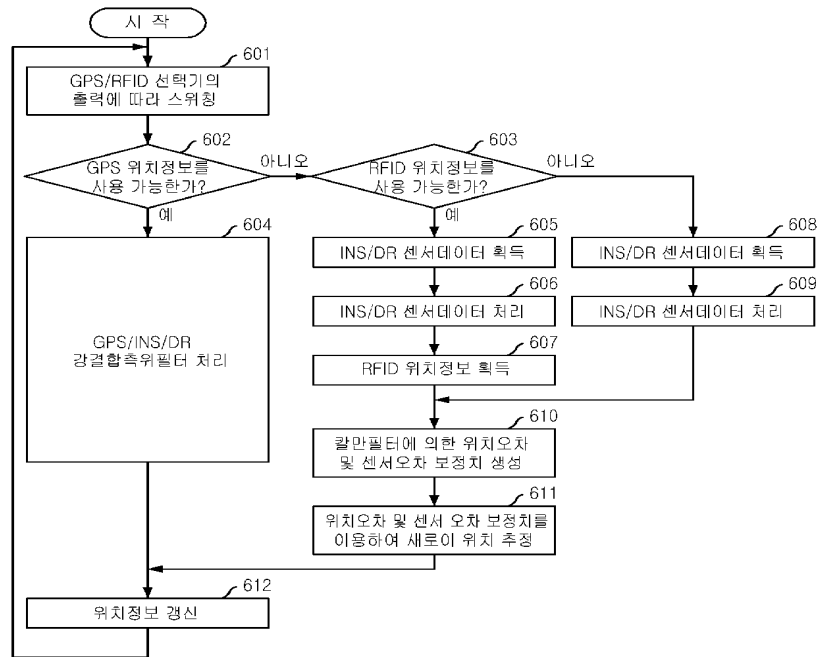 시 작
601
GPS/RFID 선택기의
출력에 따라 스위칭
602
GPS 위치정보를
사용 가능한가?
아니오
예
603
RFID 위치정보를
사용 가능한가?
아니오
예
604
GPS/INS/DR
강결합측위필터 처리
605
INS/DR 센서데이터 획득
606
INS/DR 센서데이터 처리
607
RFID 위치정보 획득
608
INS/DR 센서데이터 획득
609
INS/DR 센서데이터 처리
610
칼만필터에 의한 위치오차
및 센서오차 보정치 생성
611
위치오차 및 센서 오차 보정치를
이용하여 새로이 위치 추정
612
위치정보 갱신